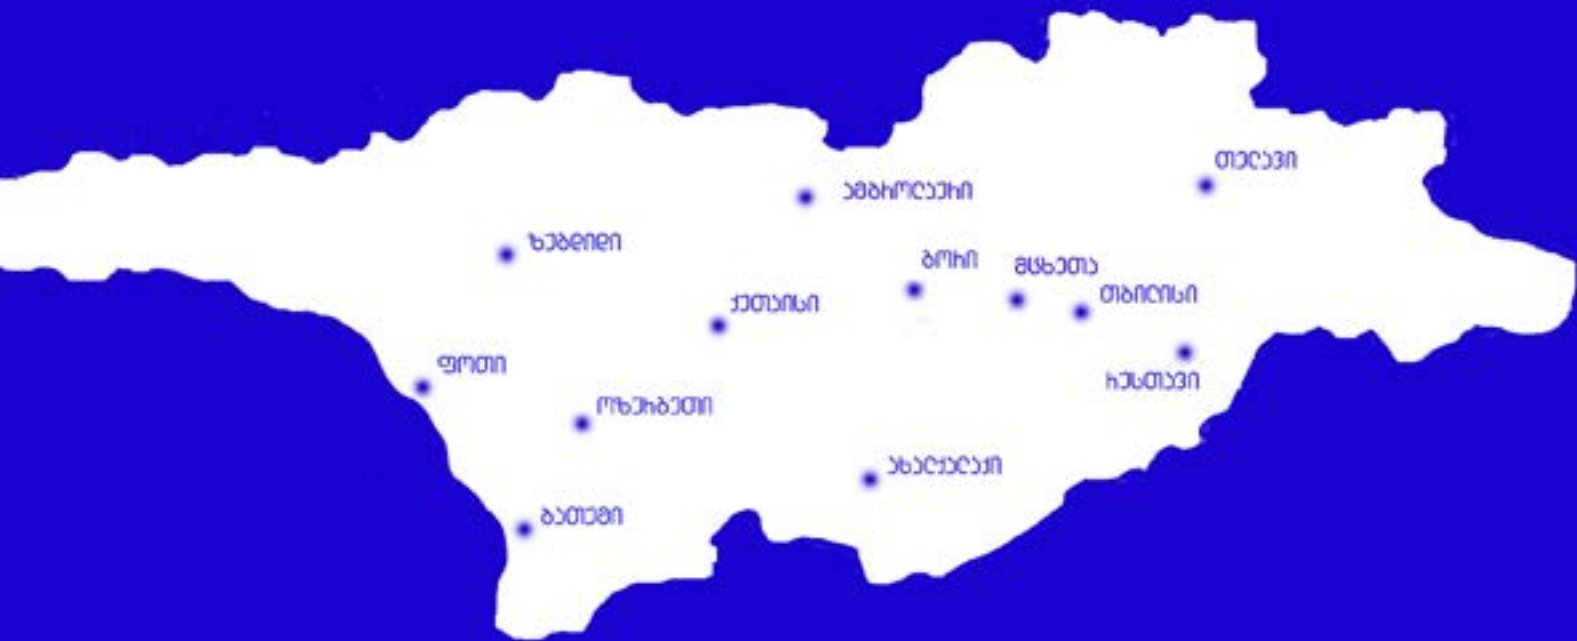 თელავი
ამბროლაური
ზუგდიდი
გორი
მცხეთა
თბილისი
ქუთაისი
რუსთავი
ფოთი
ოზურგეთი
ახალქალაქი
ბათუმი